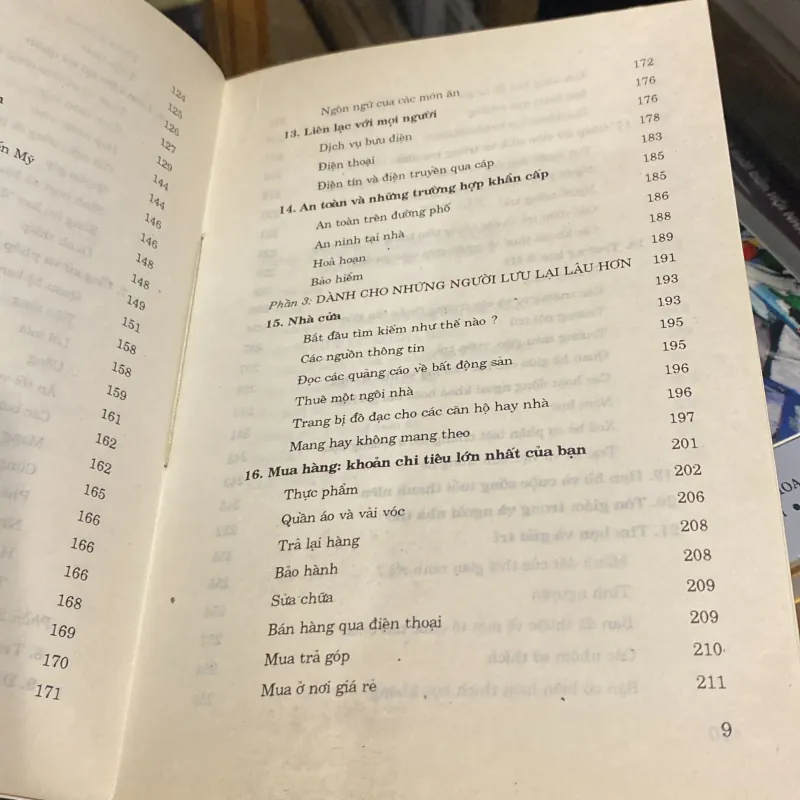 124
125
126
127
ến Mỹ 129
144
144
146
146
148
148
149
151
158
158
159
161
162
162
165
166
166
166
168
169
170
171
Ngôn ngữ của các món ăn 172
13. Liên lạc với mọi người 176
Dịch vụ bưu điện 176
Điện thoại 178
Điện tín và điện truyền qua cáp 183
14. An toàn và những trường hợp khẩn cấp 185
An toàn trên đường phố 185
An ninh tại nhà 186
Hoả hoạn 188
Bảo hiểm 189
Phần 3: DÀNH CHO NHỮNG NGƯỜI LƯU LẠI LÂU HƠN 191
15. Nhà cửa 193
Bắt đầu tìm kiếm như thế nào ? 193
Các nguồn thông tin 195
Đọc các quảng cáo về bất động sản 195
Thuê một ngôi nhà 196
Trang bị đồ đạc cho các căn hộ hay nhà 196
Mang hay không mang theo 197
16. Mua hàng: khoản chi tiêu lớn nhất của bạn 201
Thực phẩm 202
Quần áo và vải vóc 206
Trả lại hàng 208
Bảo hành 208
Sửa chữa 209
Bán hàng qua điện thoại 209
Mua trả góp 210
Mua ở nơi giá rẻ 211
9